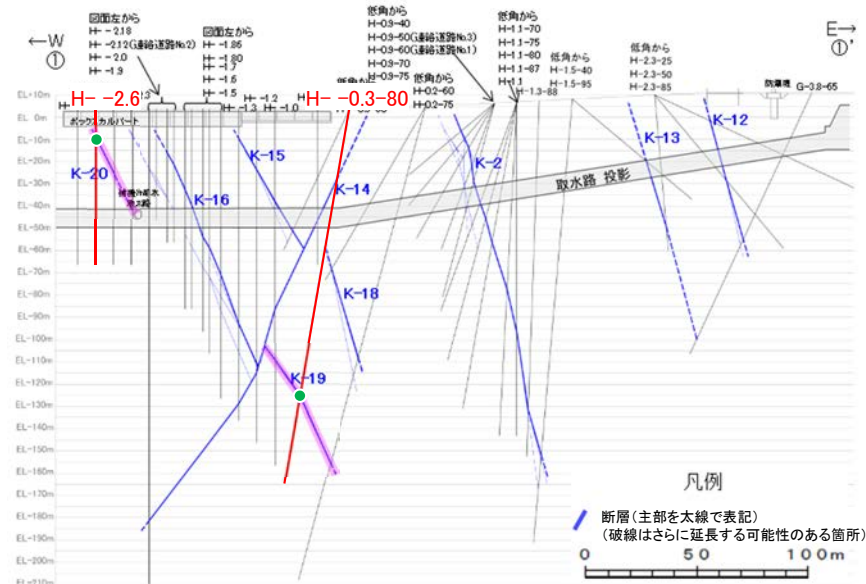 ←W
①
E→
①'
図面左から
H- -2.18
H- -2.12(連絡道路No.2)
H- -2.0
H- -1.9
図面左から
H- -1.85
H- -1.80
H- -1.7
H- -1.6
H- -1.5
H- -1.3
H- -1.2
H- -1.0
低角から
H-0.9-40
H-0.9-50(連絡道路No.3)
H-0.9-60(連絡道路No.1)
H-0.9-70
H-0.9-75
低角から
H-0.2-60
H-0.2-75
低角から
H-1.1-70
H-1.1-75
H-1.1-80
H-1.1-87
H-1.1
H-1.3-88
低角から
H-1.5-40
H-1.5-95
低角から
H-2.3-25
H-2.3-50
H-2.3-85
防潮堤
G-3.8-65
H- -2.6
H- -0.3-80
ボックスカルバート
取水路 投影
K-20
K-16
K-15
K-14
K-18
K-19
K-2
K-13
K-12
EL+10m
EL 0m
EL-10m
EL-20m
EL-30m
EL-40m
EL-50m
EL-60m
EL-70m
EL-80m
EL-90m
EL-100m
EL-110m
EL-120m
EL-130m
EL-140m
EL-150m
EL-160m
EL-170m
EL-180m
EL-190m
EL-200m
EL-210m
凡例
断層(主部を太線で表記)
(破線はさらに延長する可能性のある箇所)
0 50 100m